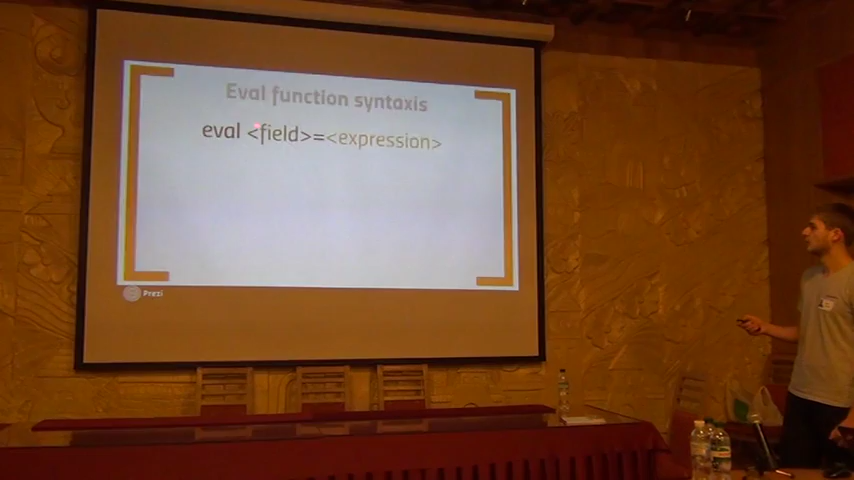 Eval function syntaxis
eval <field>=<expression>
Prezi